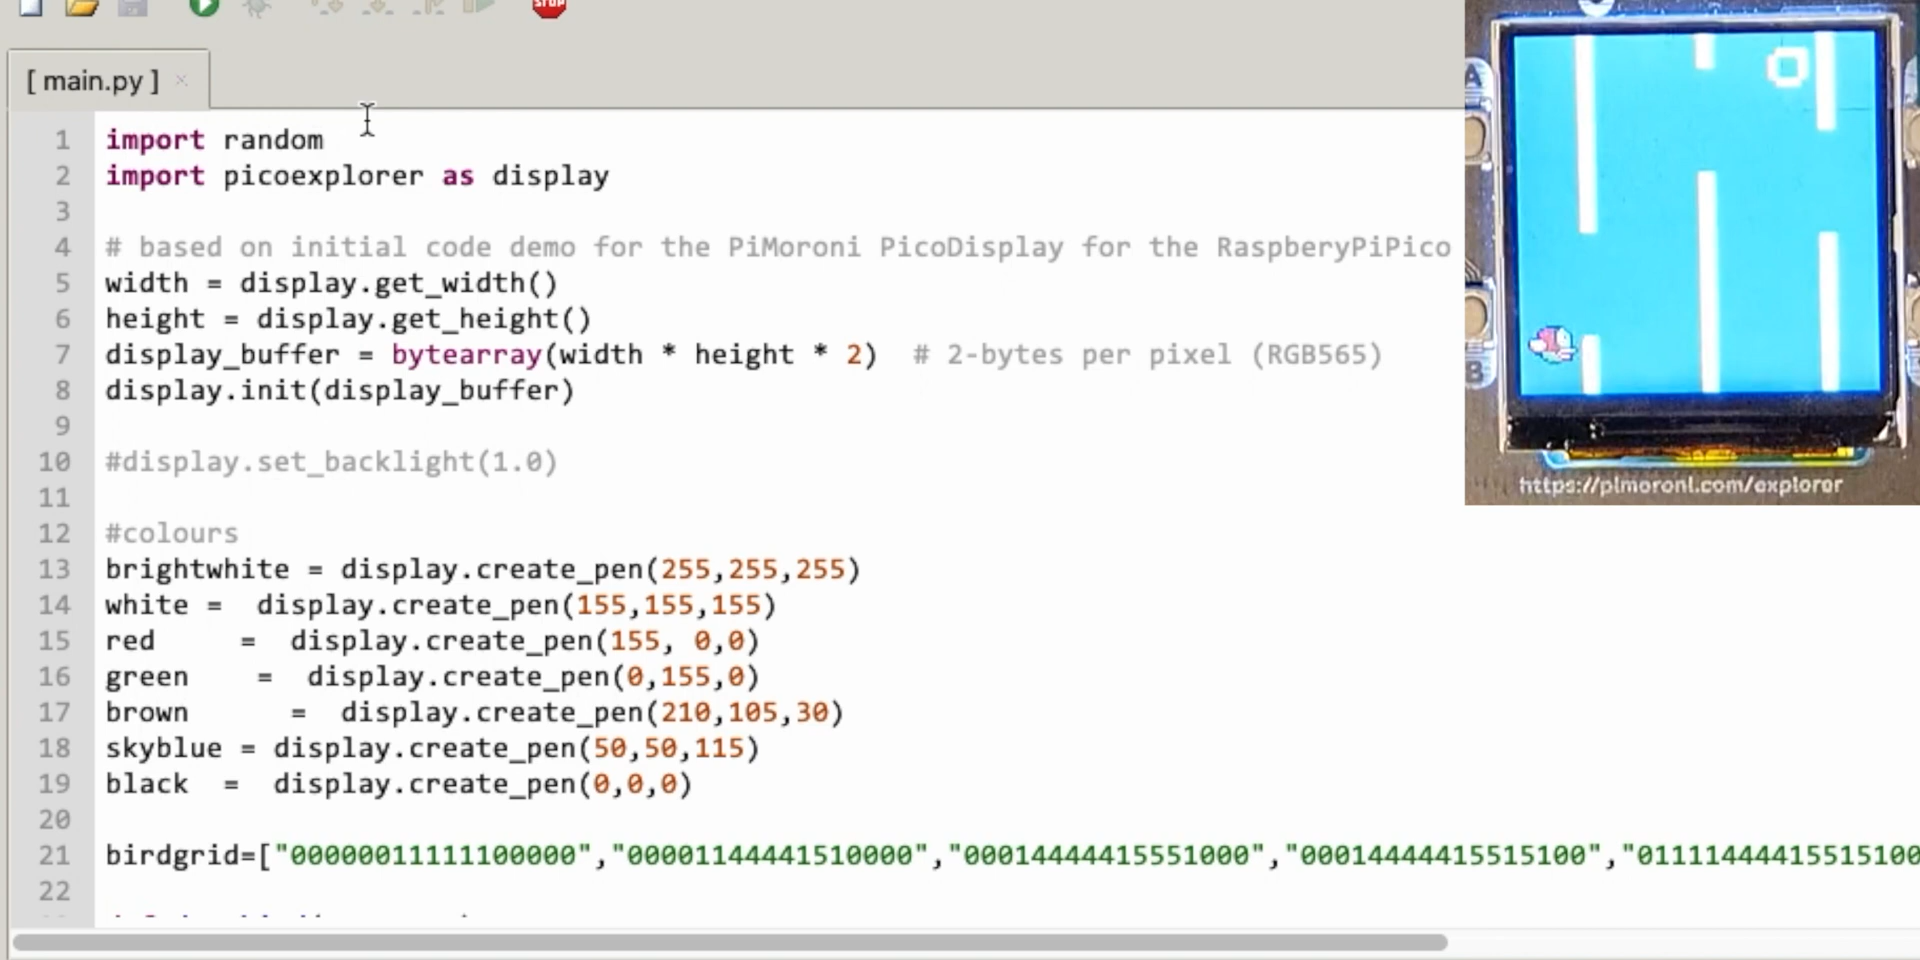 STOP
[ main.py ] ×
1 import random
2 import picoexplorer as display
3
4 # based on initial code demo for the PiMoroni PicoDisplay for the RaspberyPiPico
5 width = display.get_width()
6 height = display.get_height()
7 display_buffer = bytearray(width * height * 2)  # 2-bytes per pixel (RGB565)
8 display.init(display_buffer)
9
10 #display.set_backlight(1.0)
11
12 #colours
13 brightwhite = display.create_pen(255,255,255)
14 white =  display.create_pen(155,155,155)
15 red     =  display.create_pen(155, 0,0)
16 green    =  display.create_pen(0,155,0)
17 brown      =  display.create_pen(210,105,30)
18 skyblue = display.create_pen(50,50,115)
19 black  =  display.create_pen(0,0,0)
20
21 birdgrid=["0000001111100000","0000114444151000 0","00014444415551000","00014444415515100","01111444415515100
22
A
B
0
https://pimoroni.com/explorer